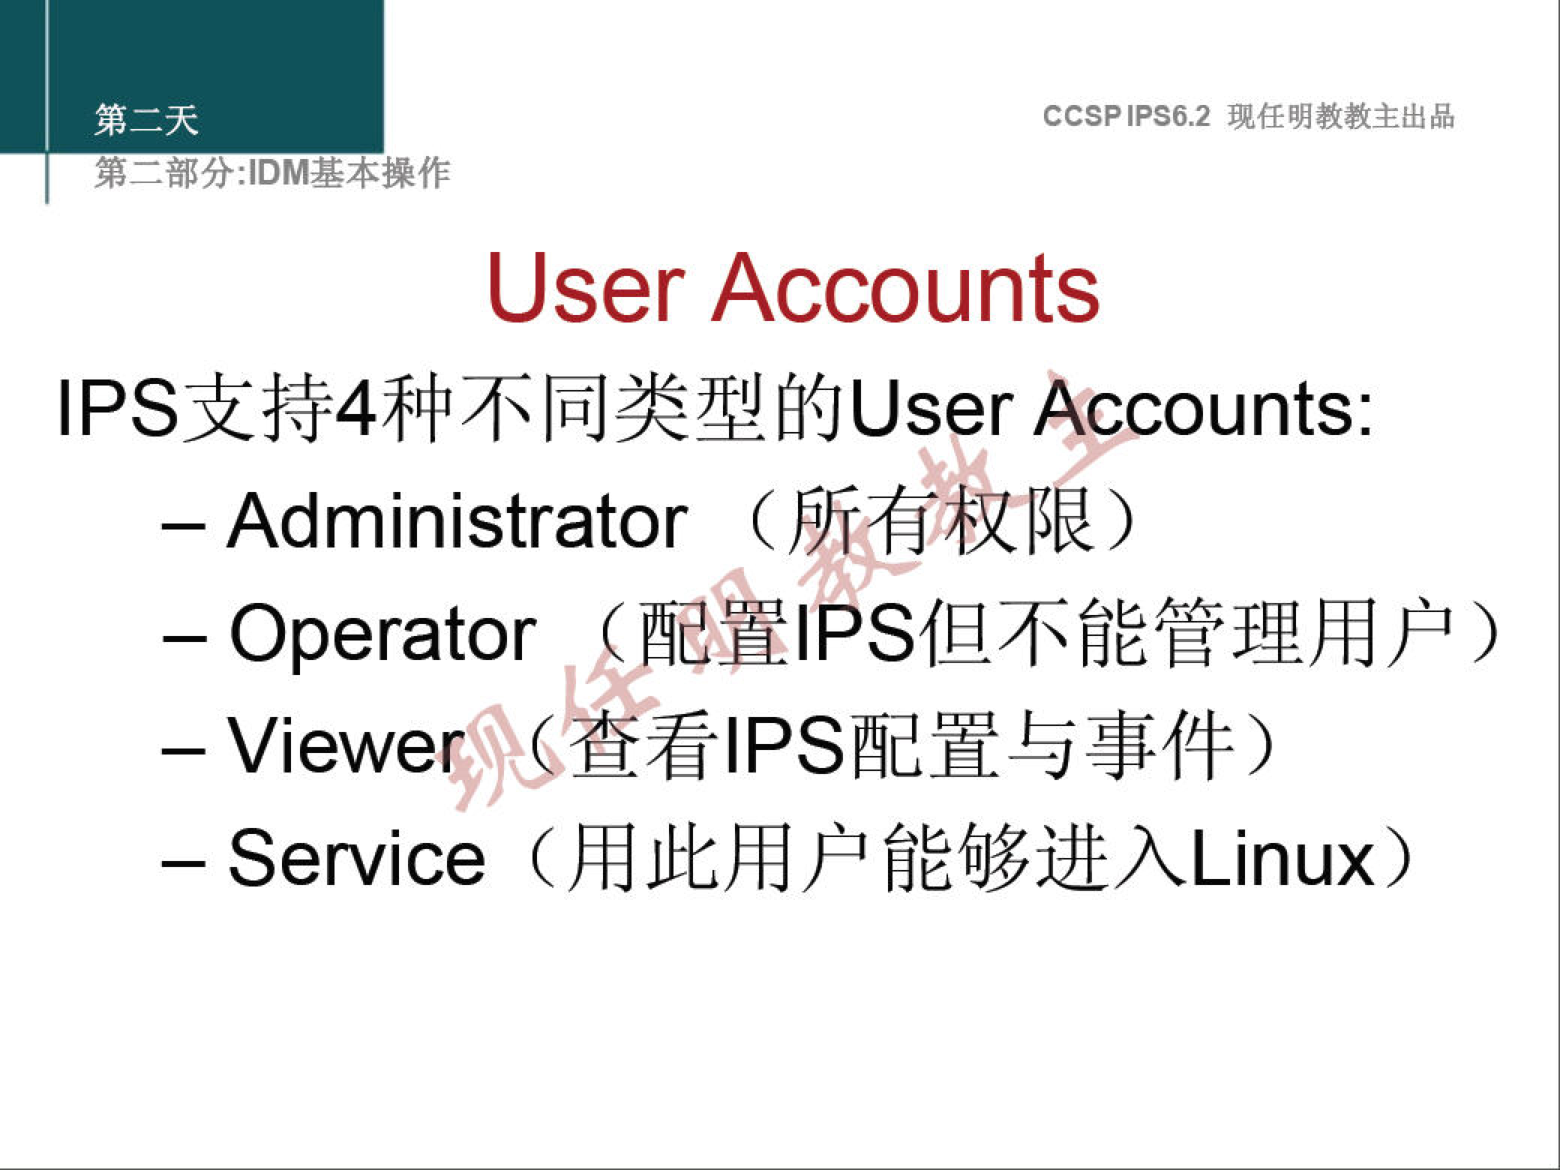 第二天
CCSP IPS6.2 现任明教教主出品
第二部分:IDM基本操作
User Accounts
IPS支持4种不同类型的User Accounts:
– Administrator （所有权限）
– Operator （配置IPS但不能管理用户）
– Viewer（查看IPS配置与事件）
– Service（用此用户能够进入Linux）
现任明教教主